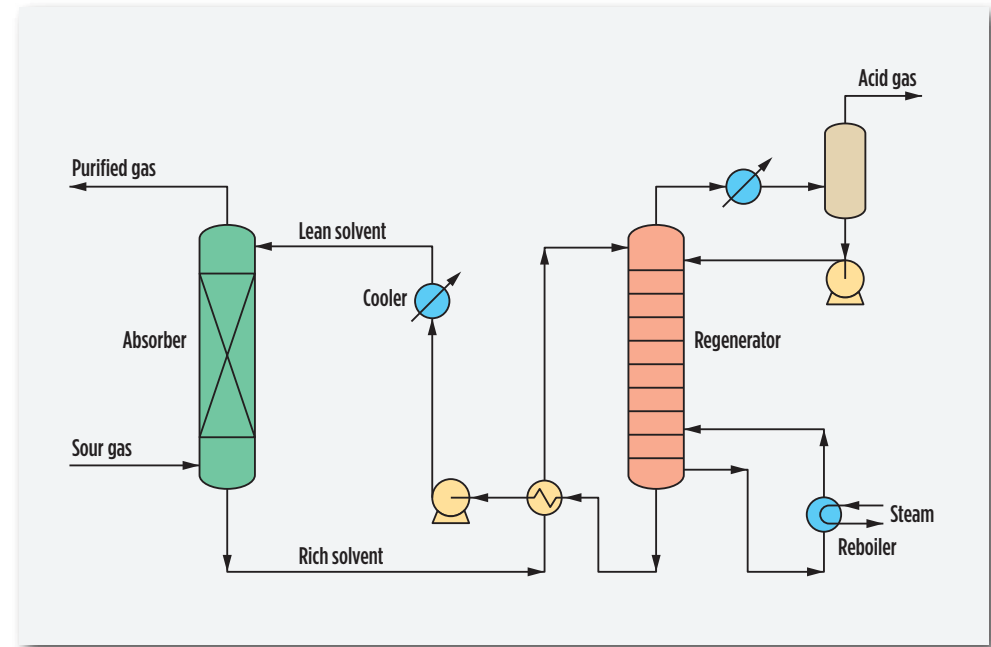 Acid gas
Purified gas
Lean solvent
Cooler
Absorber
Regenerator
Sour gas
Steam
Reboiler
Rich solvent